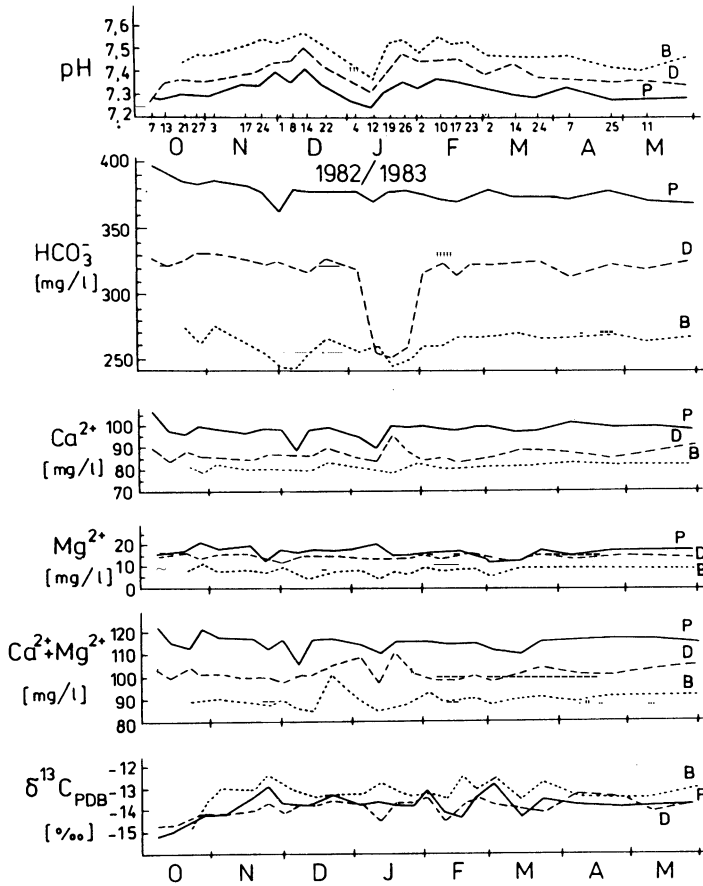 7,6
7,5
7,4
7,3
7,2
pH
B
D
P
7 13 21 27 3 17 24 1 8 14 22 4 12 19 26 2 10 17 23 2 14 24 7 25 11
O N D J F M A M
1982/1983
400
350
300
250
HCO₃⁻
[mg/l]
P
D
B
100
90
80
70
Ca²⁺
[mg/l]
P
D
B
20
10
0
Mg²⁺
[mg/l]
P
D
B
120
110
100
90
80
Ca²⁺+Mg²⁺
[mg/l]
P
D
B
-12
-13
-14
-15
δ¹³C PDB
[‰]
B
P
D
O N D J F M A M